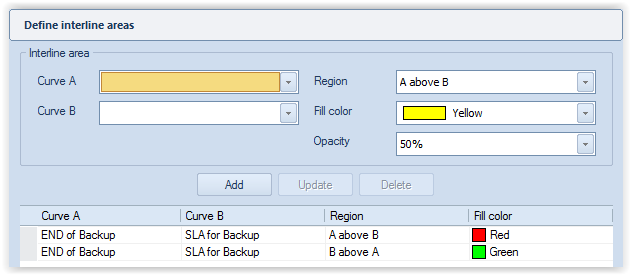 Define interline areas
Interline area
Curve A Region A above B
Curve B Fill color Yellow
Opacity 50%
Add Update Delete
Curve A Curve B Region Fill color
END of Backup SLA for Backup A above B Red
END of Backup SLA for Backup B above A Green